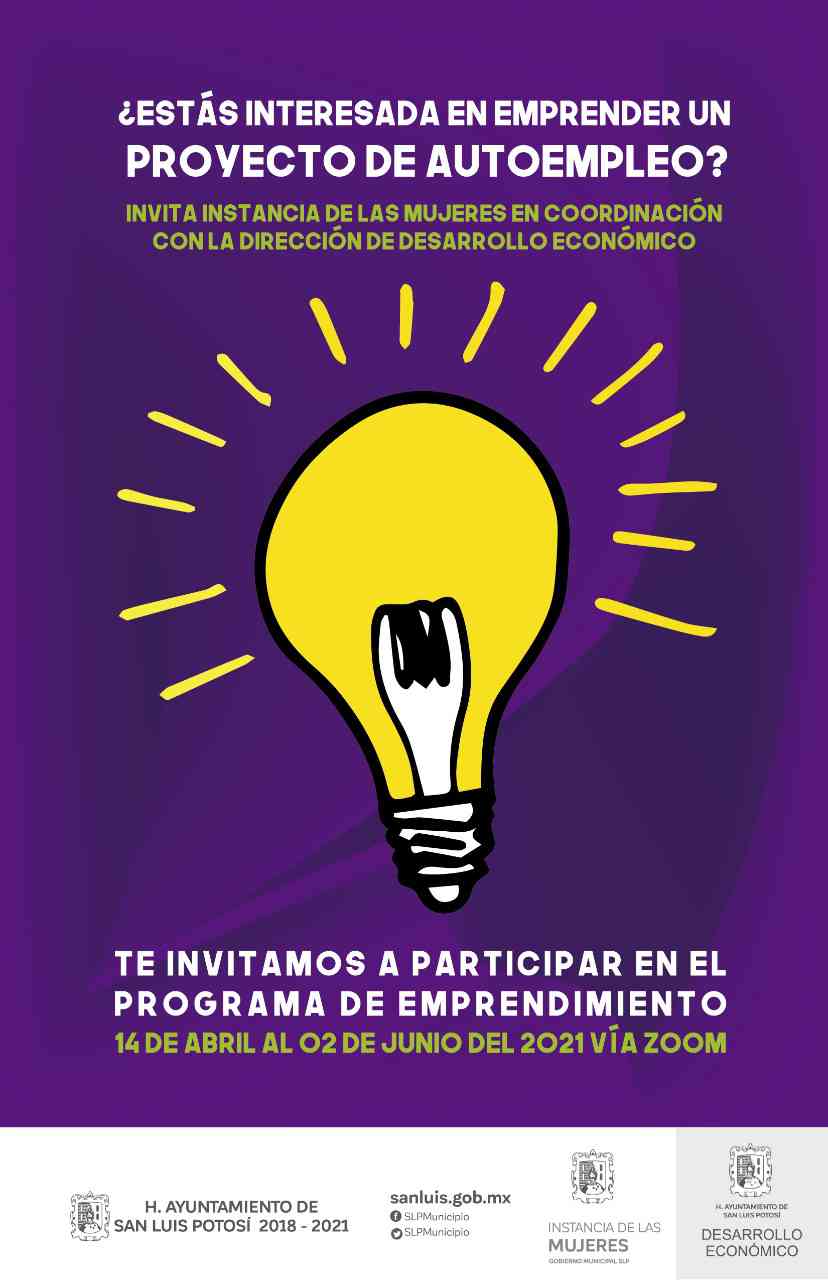 ¿ESTÁS INTERESADA EN EMPRENDER UN
PROYECTO DE AUTOEMPLEO?
INVITA INSTANCIA DE LAS MUJERES EN COORDINACIÓN
CON LA DIRECCIÓN DE DESARROLLO ECONÓMICO
TE INVITAMOS A PARTICIPAR EN EL
PROGRAMA DE EMPRENDIMIENTO
14 DE ABRIL AL 02 DE JUNIO DEL 2021 VÍA ZOOM
H. AYUNTAMIENTO DE
SAN LUIS POTOSÍ 2018 - 2021
sanluis.gob.mx
SLPMunicipio
SLPMunicipio
INSTANCIA DE LAS
MUJERES
GOBIERNO MUNICIPAL SLP
H. AYUNTAMIENTO DE
SAN LUIS POTOSÍ
DESARROLLO
ECONÓMICO